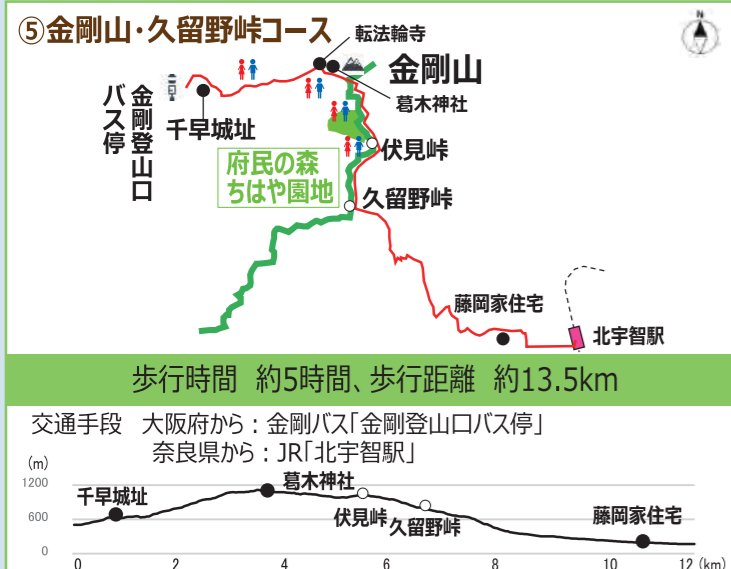 ⑤金剛山・久留野峠コース
N
転法輪寺
金剛山
葛木神社
金剛登山口
バス停
千早城址
伏見峠
府民の森
ちはや園地
久留野峠
藤岡家住宅
北宇智駅
歩行時間 約5時間、歩行距離 約13.5km
交通手段 大阪府から：金剛バス「金剛登山口バス停」
奈良県から：JR「北宇智駅」
(m)
1200
600
0
千早城址
葛木神社
伏見峠
久留野峠
藤岡家住宅
0 2 4 6 8 10 12 (km)